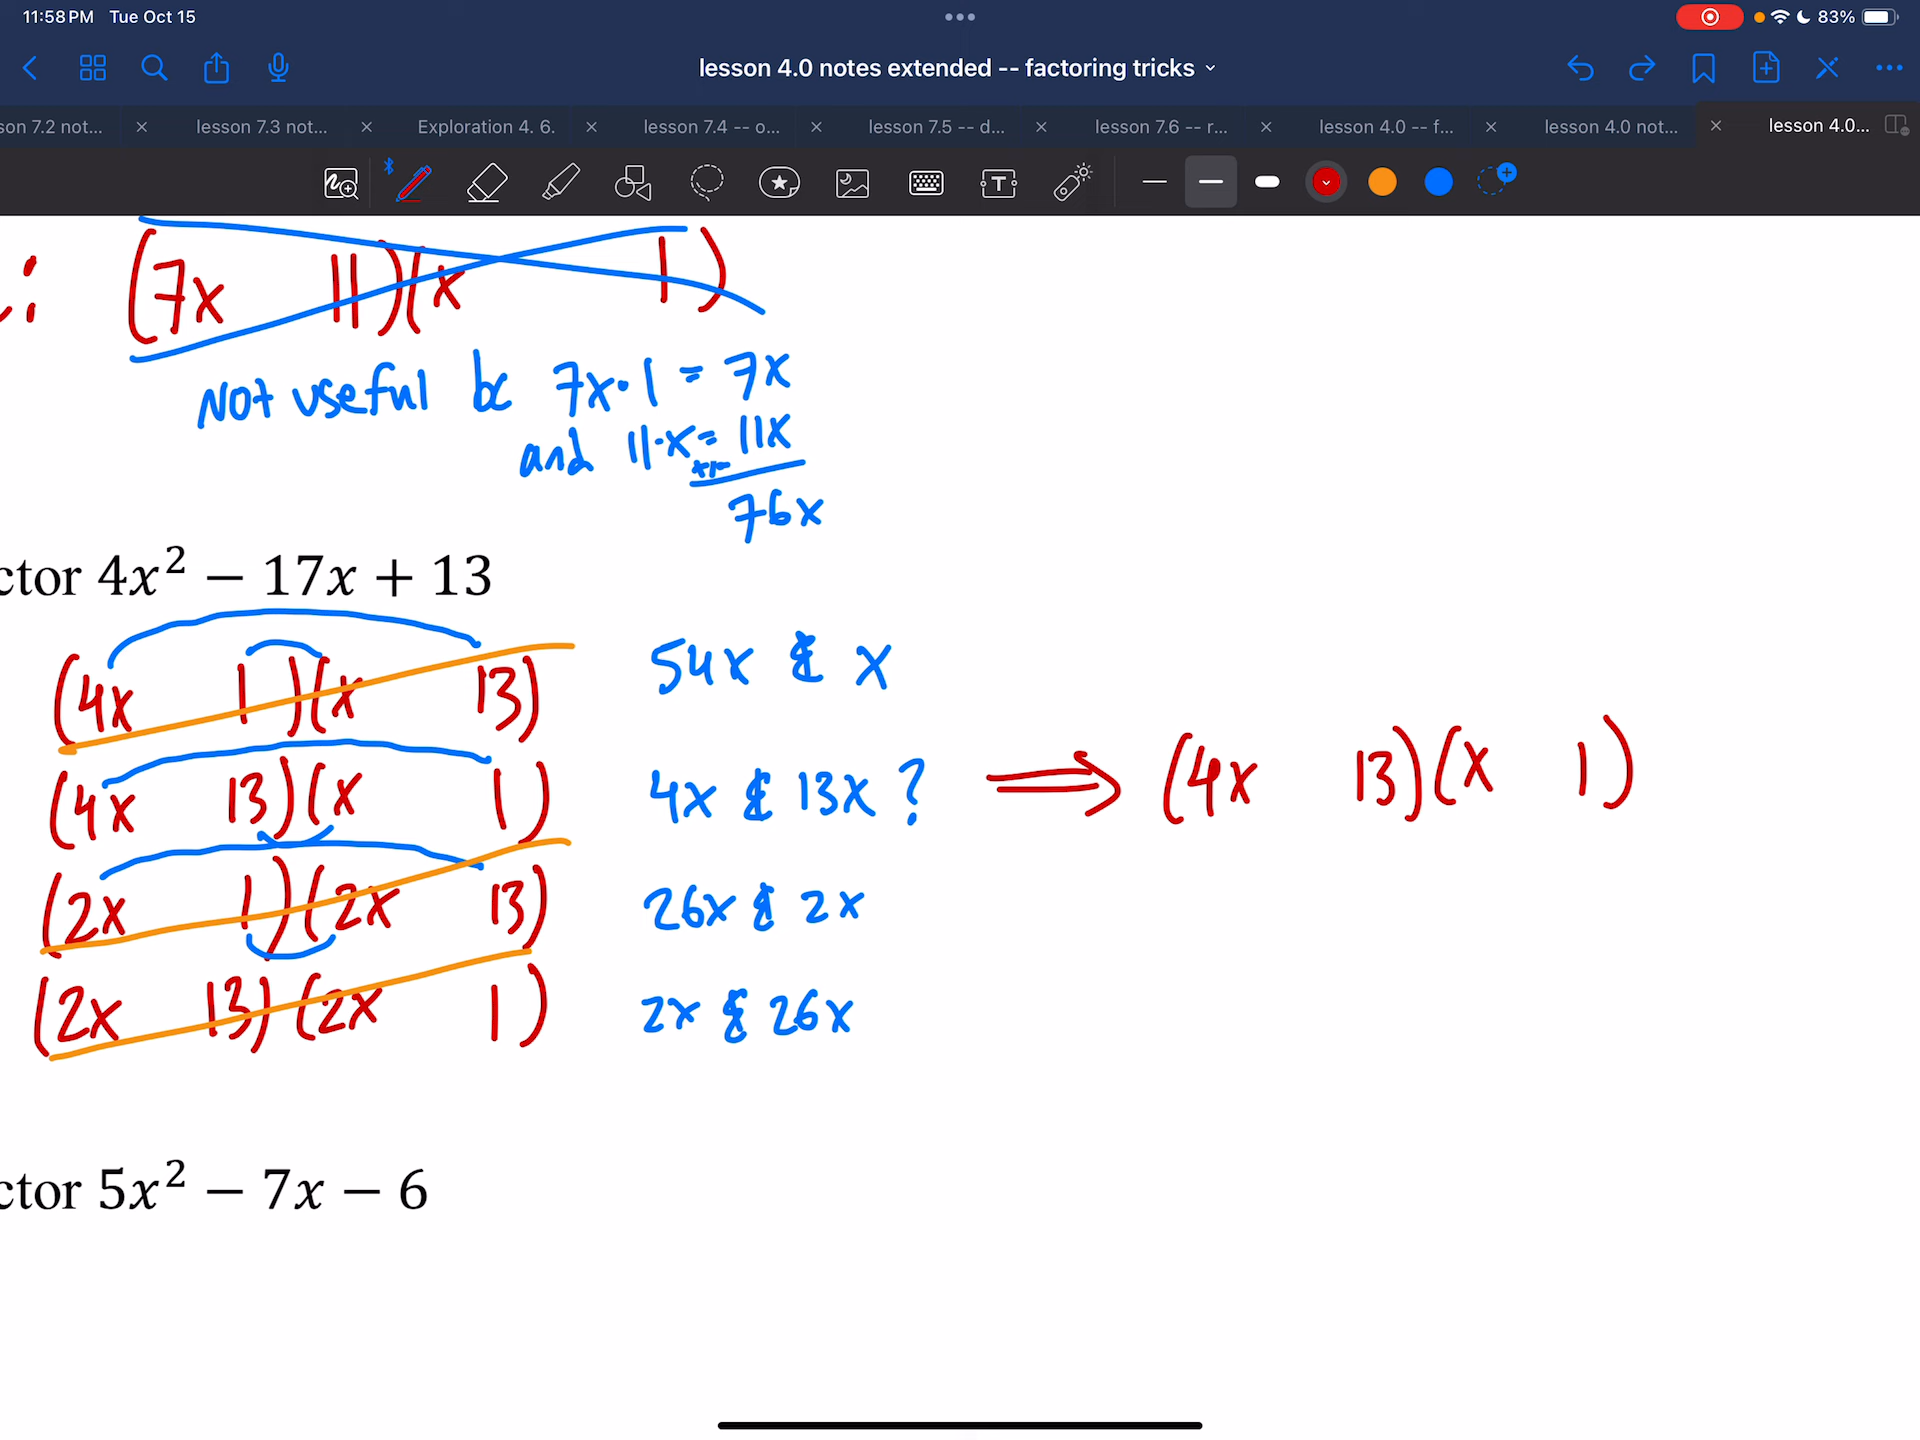 11:58 PM Tue Oct 15
83%
lesson 4.0 notes extended -- factoring tricks
son 7.2 not...
lesson 7.3 not...
Exploration 4. 6.
lesson 7.4 -- o...
lesson 7.5 -- d...
lesson 7.6 -- r...
lesson 4.0 -- f...
lesson 4.0 not...
lesson 4.0...
: (7x 11)(x 1)
Not useful bc 7x·1 = 7x
and 11·x = 11x
+/-
76x
ctor 4x² − 17x + 13
(4x 1)(x 13) 54x & x
(4x 13)(x 1) 4x & 13x ? ⟹ (4x 13)(x 1)
(2x 1)(2x 13) 26x & 2x
(2x 13)(2x 1) 2x & 26x
ctor 5x² − 7x − 6